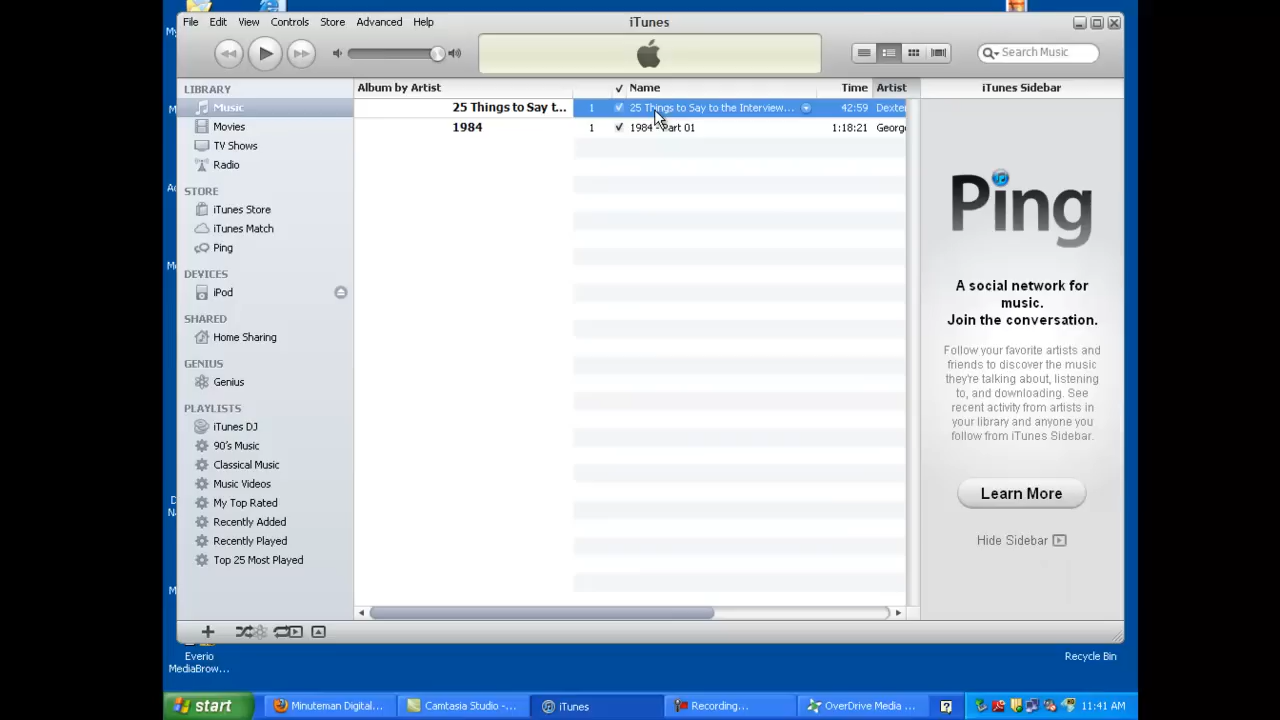 iTunes
File Edit View Controls Store Advanced Help
Search Music
LIBRARY
Music
Movies
TV Shows
Radio
STORE
iTunes Store
iTunes Match
Ping
DEVICES
iPod
SHARED
Home Sharing
GENIUS
Genius
PLAYLISTS
iTunes DJ
90's Music
Classical Music
Music Videos
My Top Rated
Recently Added
Recently Played
Top 25 Most Played
Album by Artist Name Time Artist
25 Things to Say t... 1 25 Things to Say to the Interview... 42:59 Dexter
1984 1 1984 - Part 01 1:18:21 Georg
iTunes Sidebar
Ping
A social network for
music.
Join the conversation.
Follow your favorite artists and
friends to discover the music
they're talking about, listening
to, and downloading. See
recent activity from artists in
your library and anyone you
follow from iTunes Sidebar.
Learn More
Hide Sidebar
Everio
MediaBrow...
Recycle Bin
start
Minuteman Digital...
Camtasia Studio -...
iTunes
Recording...
OverDrive Media ...
11:41 AM